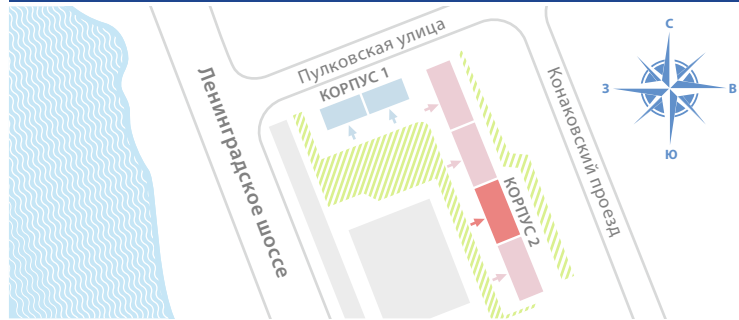 Пулковская улица
С
КОРПУС 1
Ленинградское шоссе
Конаковский проезд
З
В
Ю
КОРПУС 2